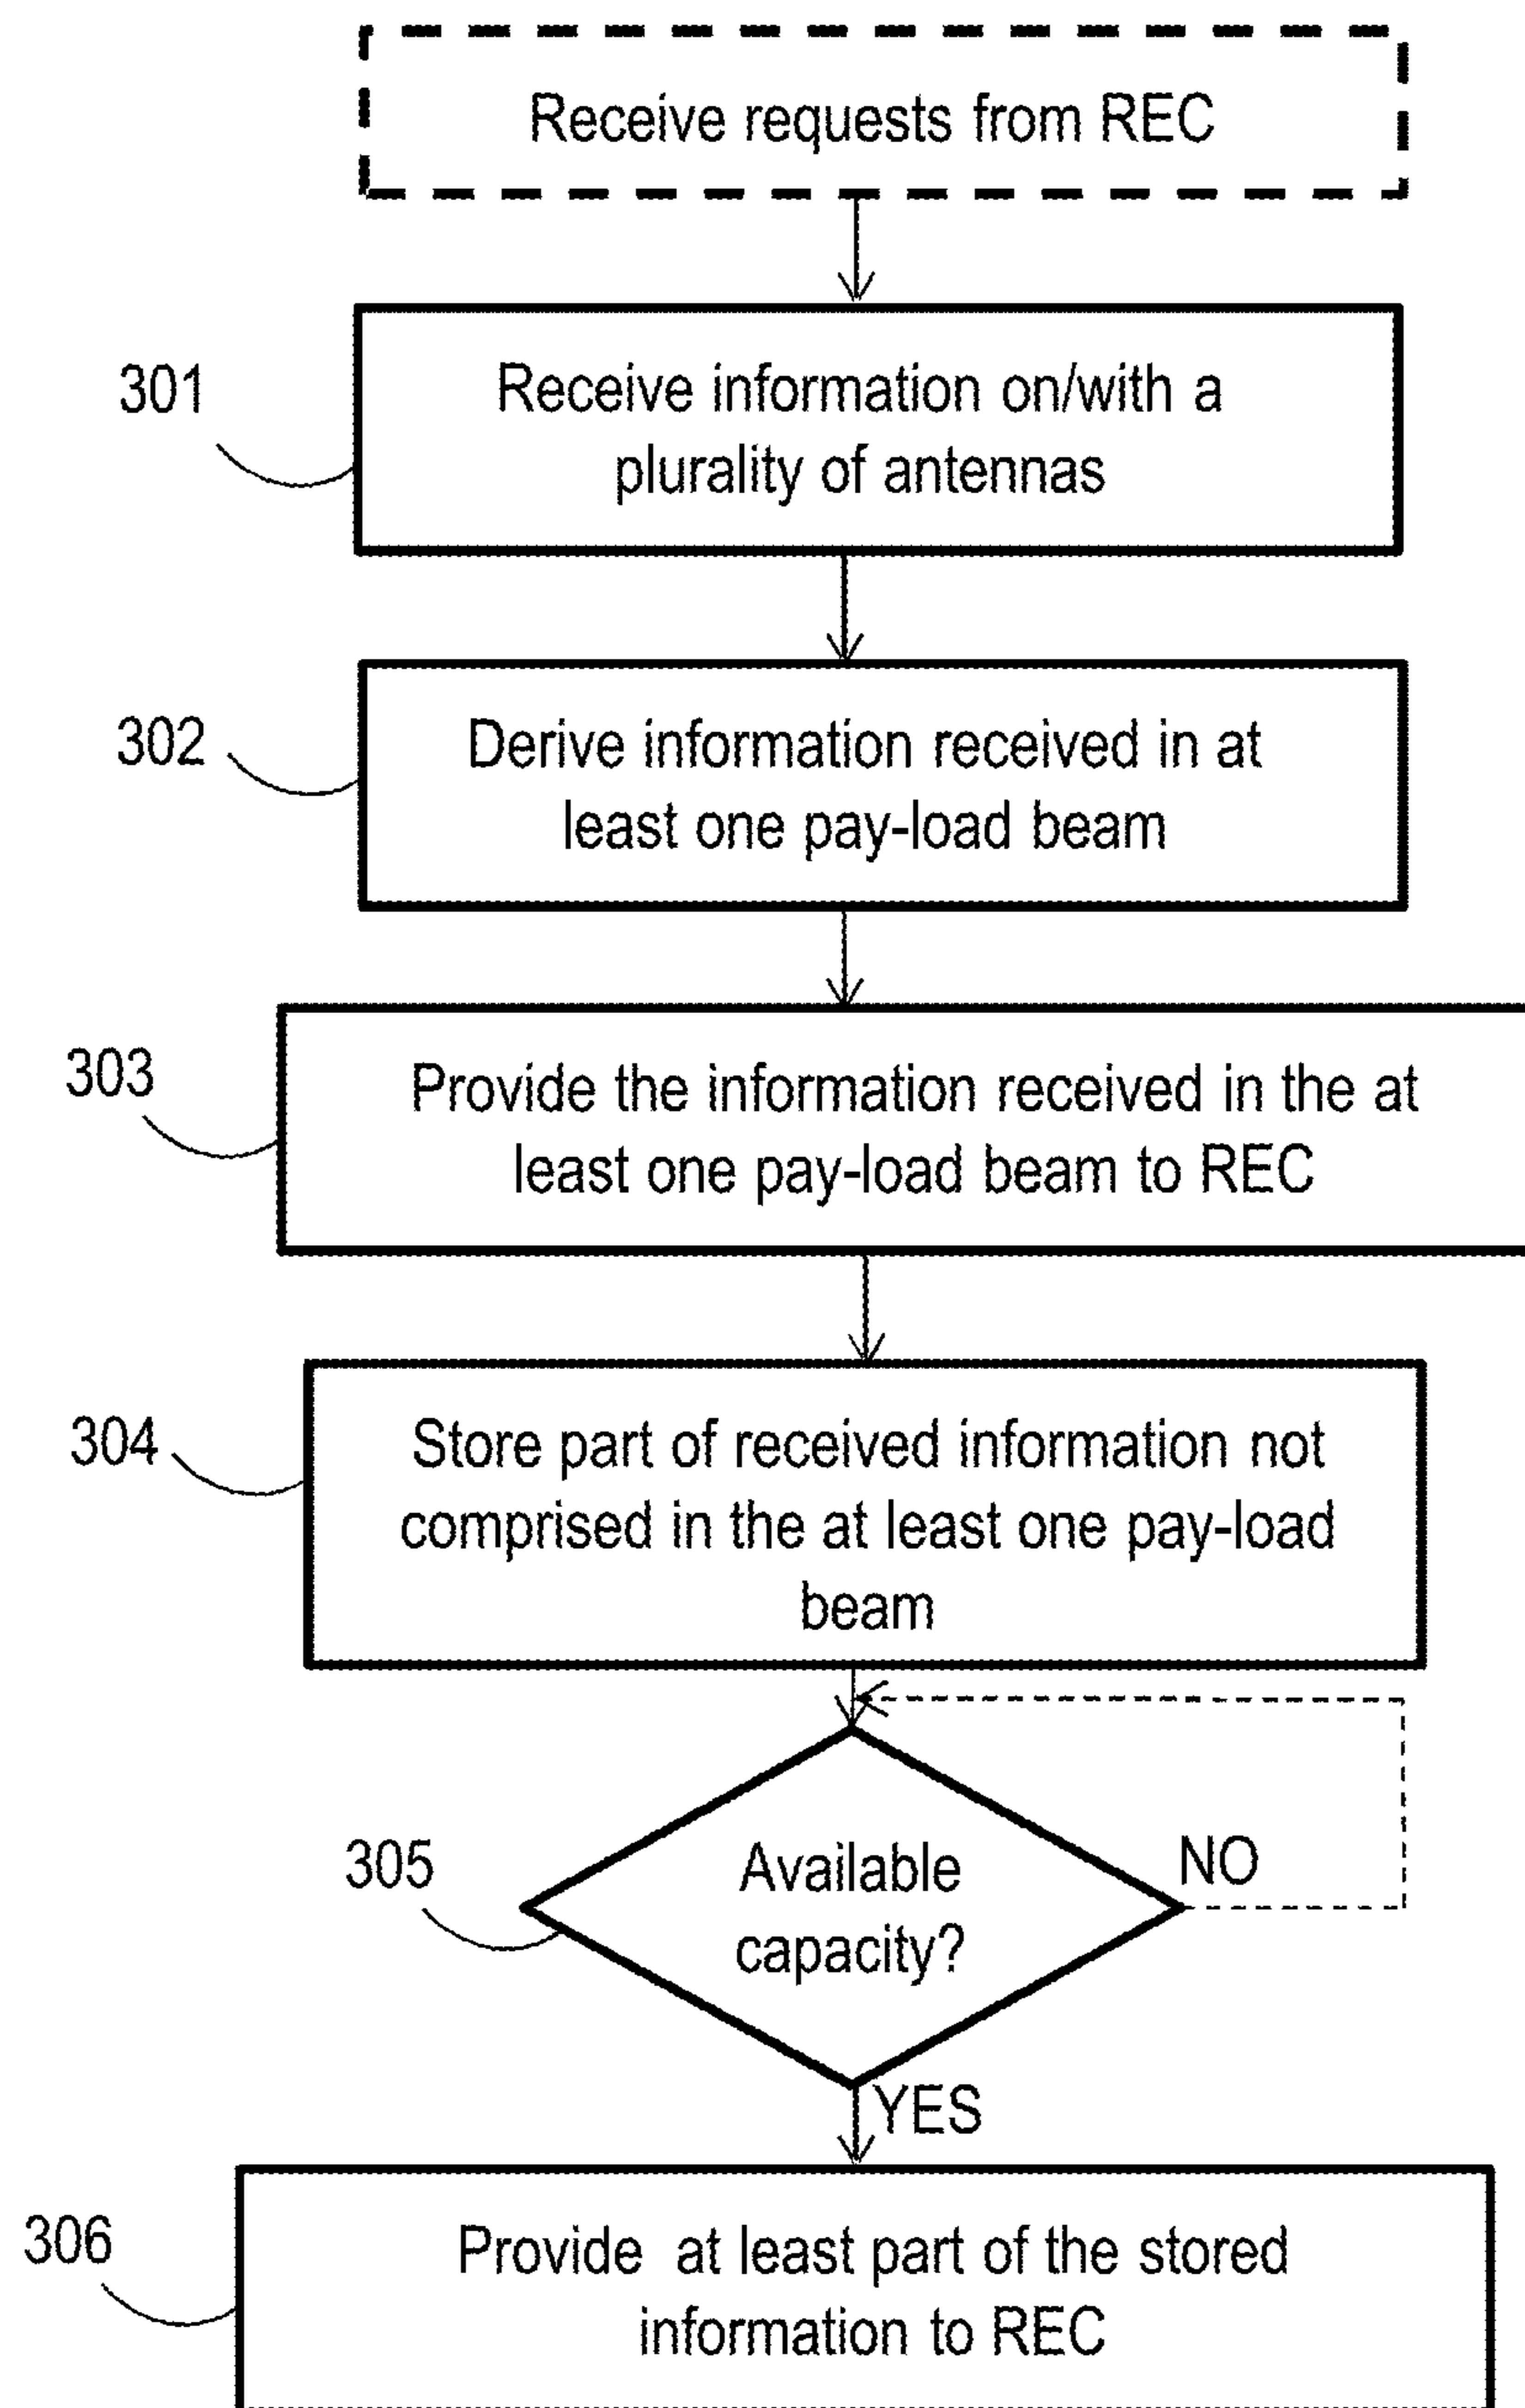 Receive requests from REC
301
Receive information on/with a
plurality of antennas
302
Derive information received in at
least one pay-load beam
303
Provide the information received in the at
least one pay-load beam to REC
304
Store part of received information not
comprised in the at least one pay-load
beam
305
Available
capacity?
NO
YES
306
Provide at least part of the stored
information to REC